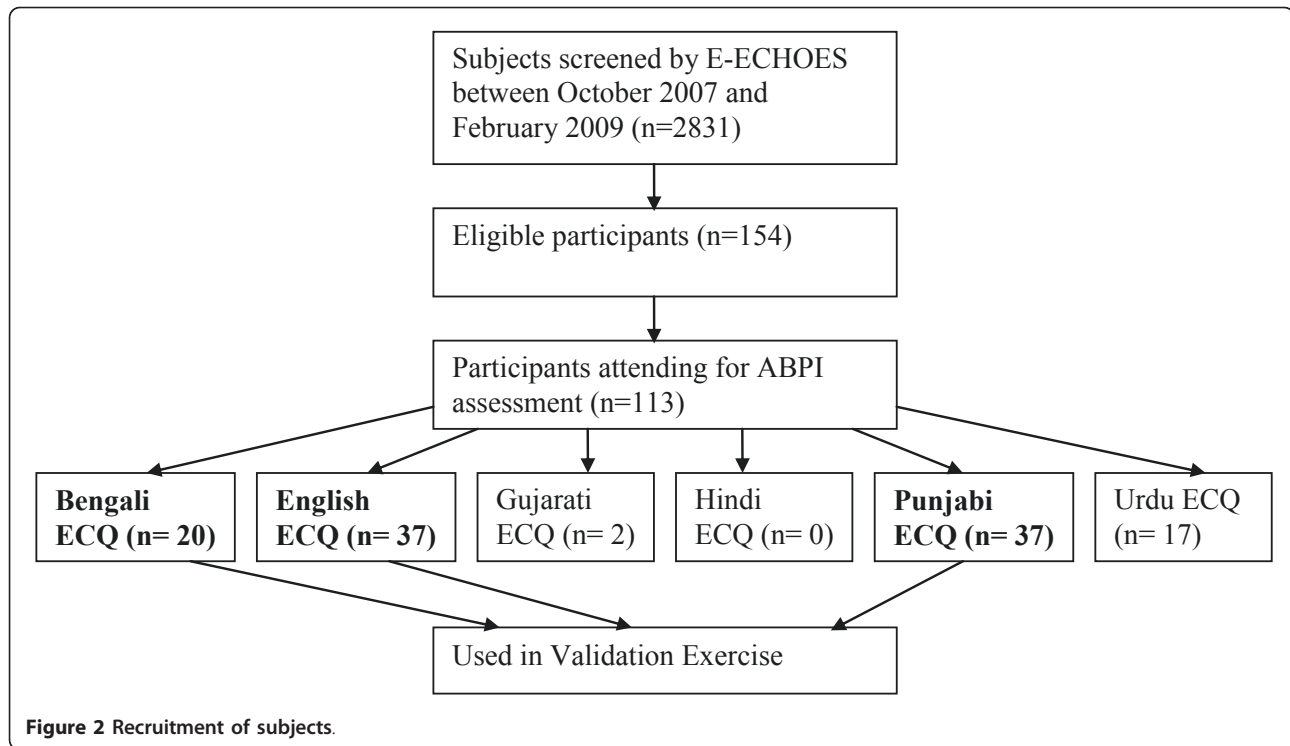 Subjects screened by E-ECHOES
between October 2007 and
February 2009 (n=2831)
Eligible participants (n=154)
Participants attending for ABPI
assessment (n=113)
Bengali
ECQ (n= 20)
English
ECQ (n= 37)
Gujarati
ECQ (n= 2)
Hindi
ECQ (n= 0)
Punjabi
ECQ (n= 37)
Urdu ECQ
(n= 17)
Used in Validation Exercise
Figure 2 Recruitment of subjects.